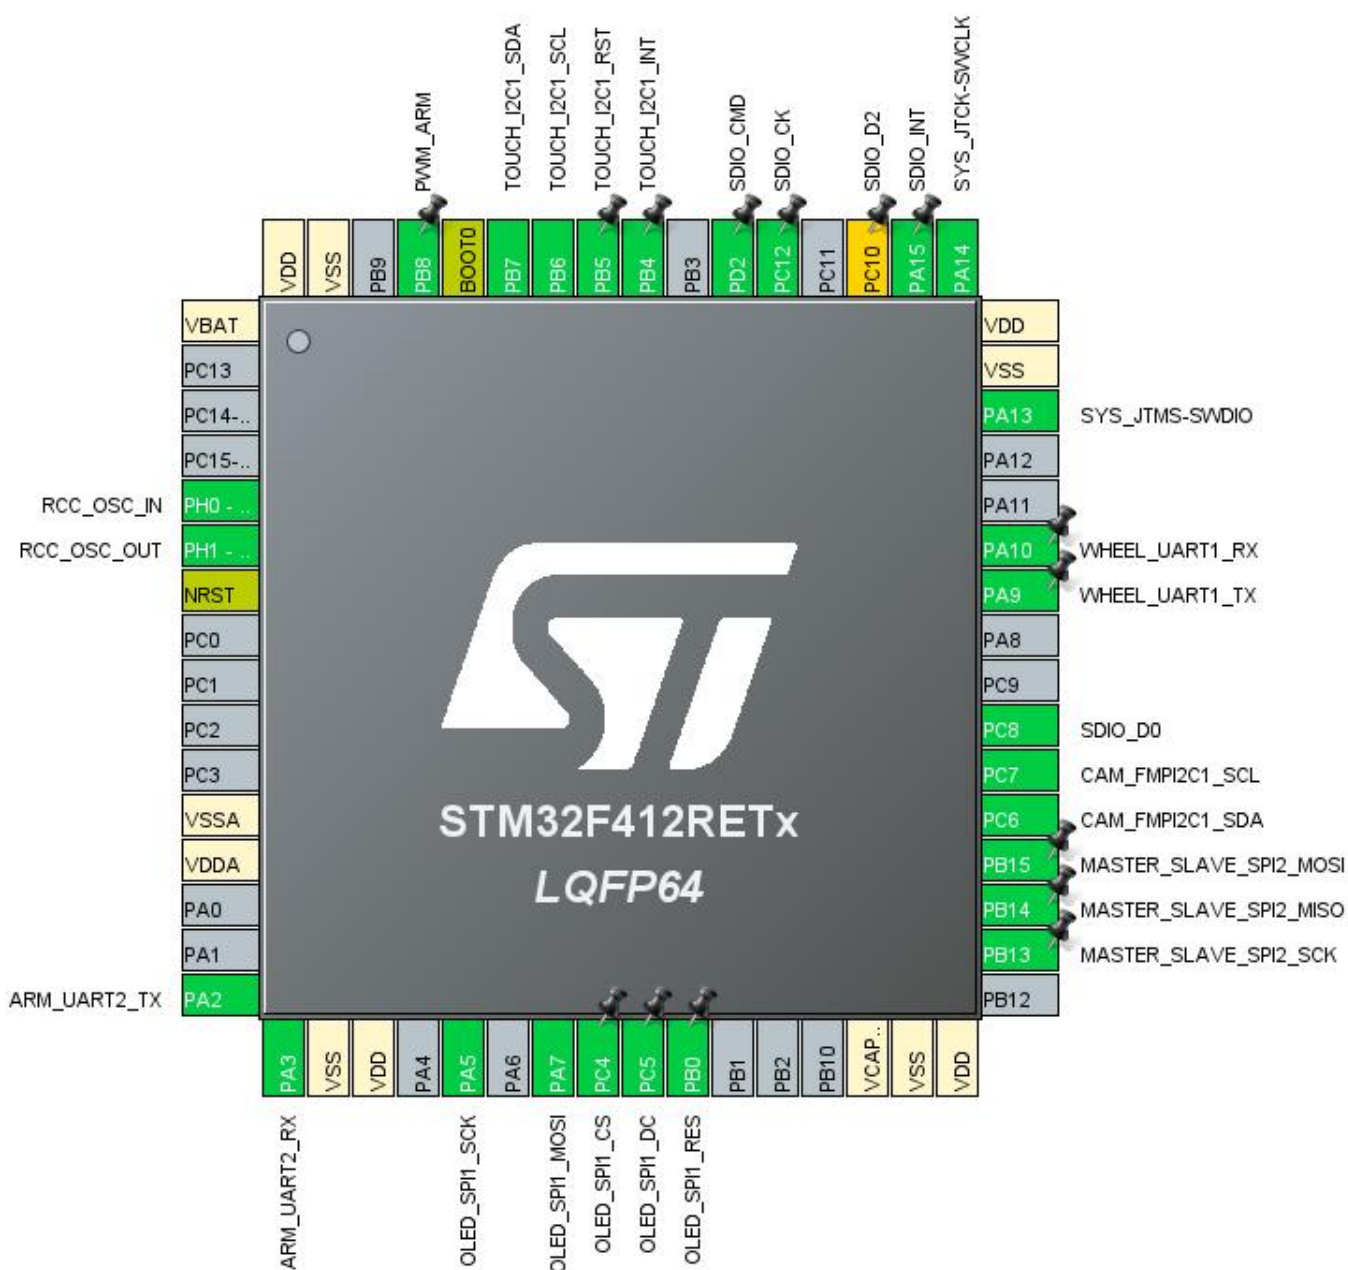 TOUCH_I2C1_SDA
TOUCH_I2C1_SCL
TOUCH_I2C1_RST
TOUCH_I2C1_INT
SYS_JTCK-SWCLK
PWM_ARM
SDIO_CMD
SDIO_CK
SDIO_D2
SDIO_INT
VDD
VSS
PB9
PB8
BOOT0
PB7
PB6
PB5
PB4
PB3
PD2
PC12
PC11
PC10
PA15
PA14
VBAT
PC13
PC14-..
PC15-..
RCC_OSC_IN PH0 - ..
RCC_OSC_OUT PH1 - ..
NRST
PC0
PC1
PC2
PC3
VSSA
VDDA
PA0
PA1
ARM_UART2_TX PA2
ST
STM32F412RETx
LQFP64
VDD
VSS
PA13 SYS_JTMS-SWDIO
PA12
PA11
PA10 WHEEL_UART1_RX
PA9 WHEEL_UART1_TX
PA8
PC9
PC8 SDIO_D0
PC7 CAM_FMPI2C1_SCL
PC6 CAM_FMPI2C1_SDA
PB15 MASTER_SLAVE_SPI2_MOSI
PB14 MASTER_SLAVE_SPI2_MISO
PB13 MASTER_SLAVE_SPI2_SCK
PB12
PA3
VSS
VDD
PA4
PA5
PA6
PA7
PC4
PC5
PB0
PB1
PB2
PB10
VCAP..
VSS
VDD
ARM_UART2_RX
OLED_SPI1_SCK
OLED_SPI1_MOSI
OLED_SPI1_CS
OLED_SPI1_DC
OLED_SPI1_RES